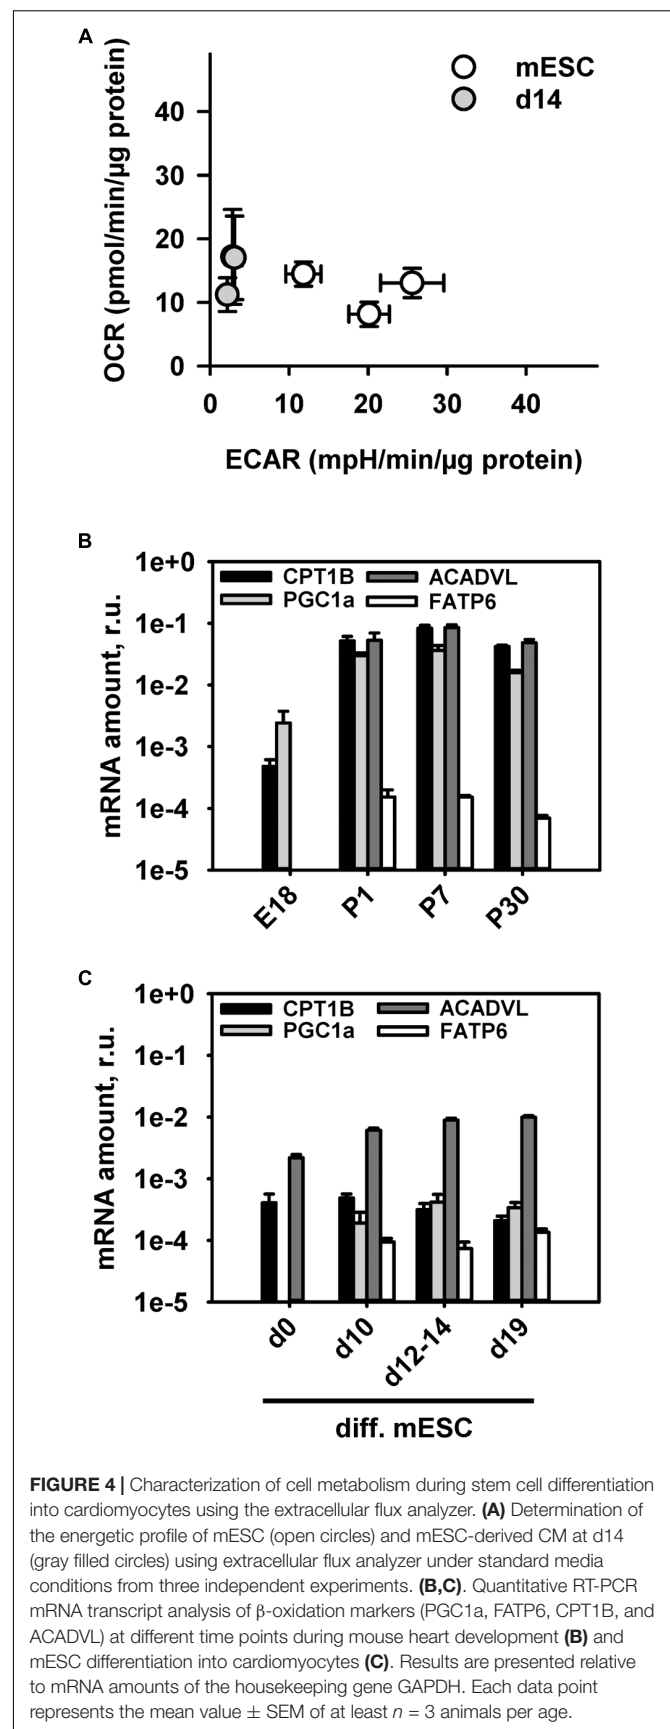 A
OCR (pmol/min/µg protein)
mESC
d14
40
30
20
10
0
0 10 20 30 40
ECAR (mpH/min/µg protein)
B
mRNA amount, r.u.
1e+0
CPT1B ACADVL
PGC1a FATP6
1e-1
1e-2
1e-3
1e-4
1e-5
E18 P1 P7 P30
C
mRNA amount, r.u.
1e+0
CPT1B ACADVL
PGC1a FATP6
1e-1
1e-2
1e-3
1e-4
1e-5
d0 d10 d12-14 d19
diff. mESC
FIGURE 4 | Characterization of cell metabolism during stem cell differentiation
into cardiomyocytes using the extracellular flux analyzer. (A) Determination of
the energetic profile of mESC (open circles) and mESC-derived CM at d14
(gray filled circles) using extracellular flux analyzer under standard media
conditions from three independent experiments. (B,C). Quantitative RT-PCR
mRNA transcript analysis of β-oxidation markers (PGC1a, FATP6, CPT1B, and
ACADVL) at different time points during mouse heart development (B) and
mESC differentiation into cardiomyocytes (C). Results are presented relative
to mRNA amounts of the housekeeping gene GAPDH. Each data point
represents the mean value ± SEM of at least n = 3 animals per age.